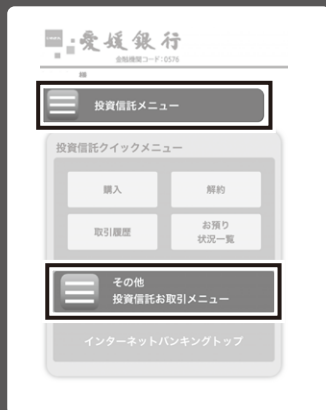 愛媛銀行
金融機関コード:0576
投資信託メニュー
投資信託クイックメニュー
購入
解約
取引履歴
お預り
状況一覧
その他
投資信託お取引メニュー
インターネットバンキングトップ